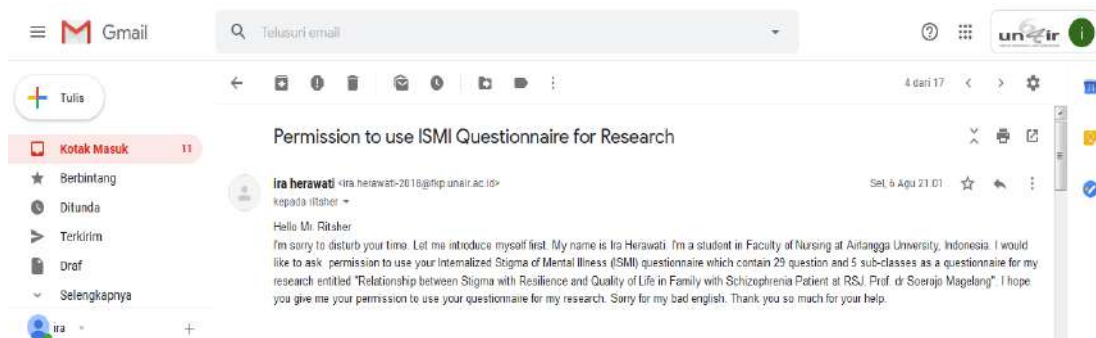 Gmail
Telusuri email
unair
i
Tulis
4 dari 17
Permission to use ISMI Questionnaire for Research
Kotak Masuk 11
Berbintang
Ditunda
Terkirim
Draf
Selengkapnya
ira
ira herawati <ira.herawati-2018@fkp.unair.ac.id>
Sel, 6 Agu 21.01
kepada ritsher
Hello Mr. Ritsher
I'm sorry to disturb your time. Let me introduce myself first. My name is Ira Herawati. I'm a student in Faculty of Nursing at Airlangga University, Indonesia. I would
like to ask permission to use your Internalized Stigma of Mental Illness (ISMI) questionnaire which contain 29 question and 5 sub-classes as a questionnaire for my
research entitled "Relationship between Stigma with Resilience and Quality of Life in Family with Schizophrenia Patient at RSJ. Prof. dr Soerojo Magelang". I hope
you give me your permission to use your questionnaire for my research. Sorry for my bad english. Thank you so much for your help.